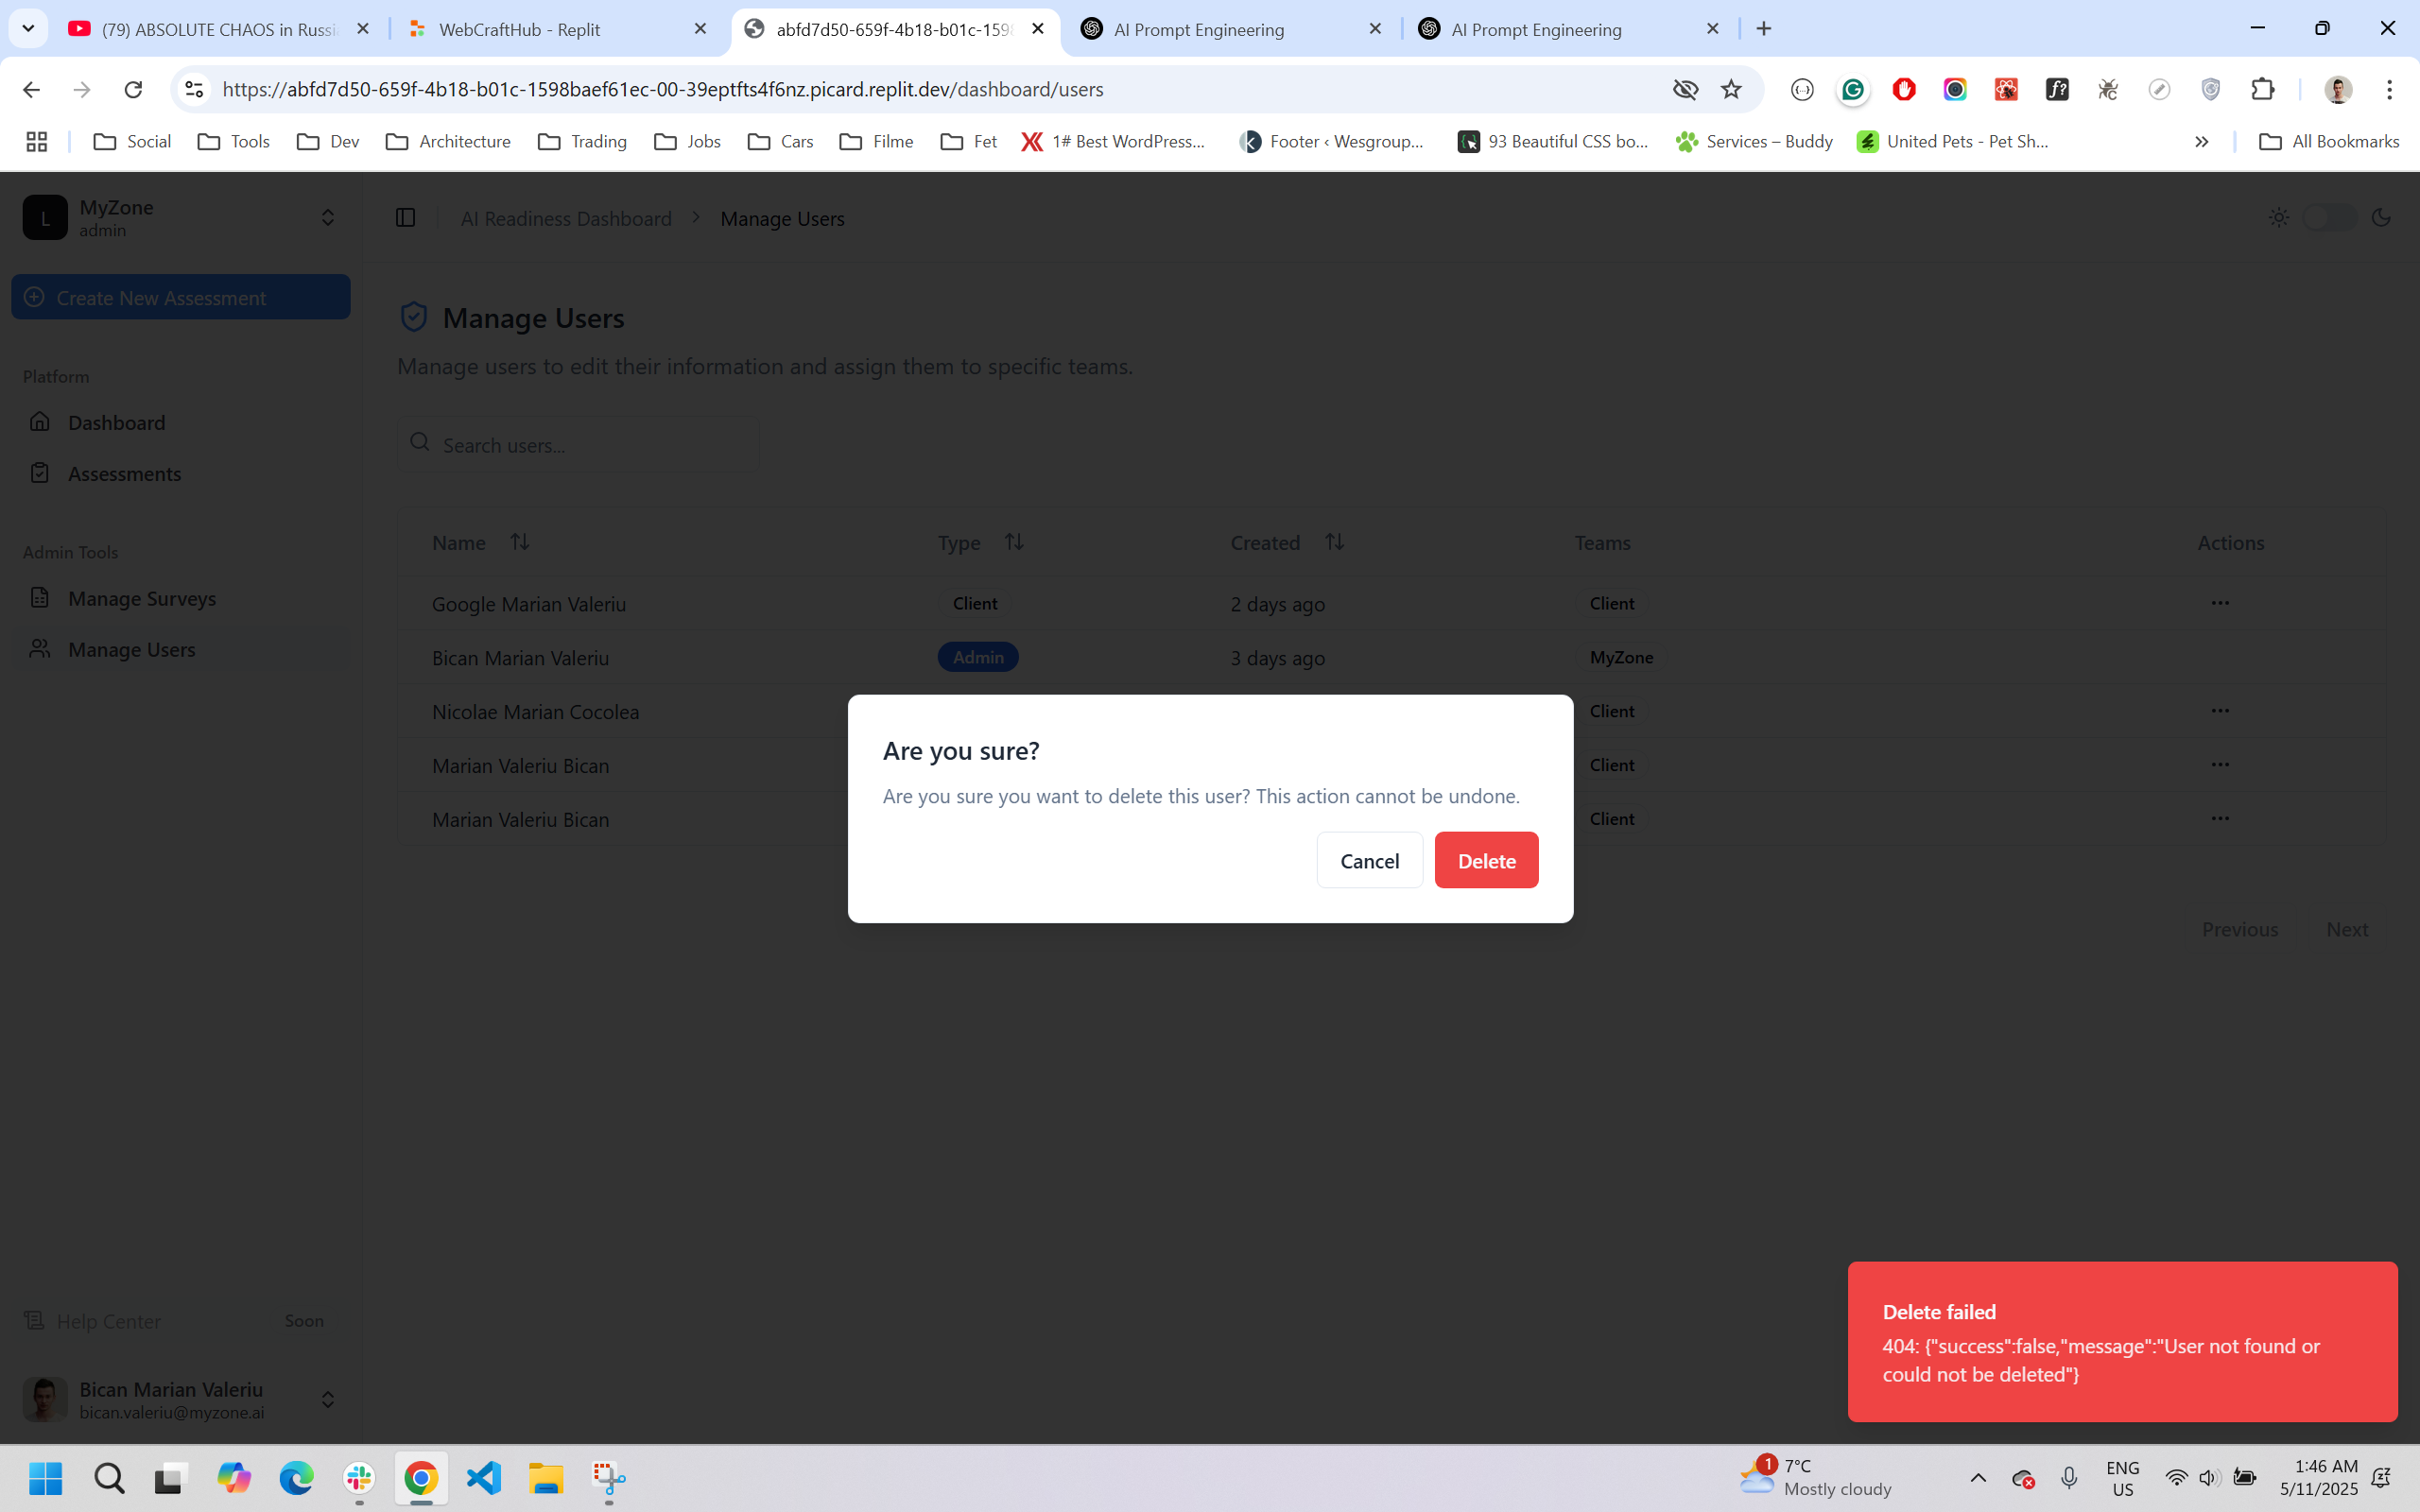 (79) ABSOLUTE CHAOS in Russi
WebCraftHub - Replit
abfd7d50-659f-4b18-b01c-159
AI Prompt Engineering
AI Prompt Engineering
https://abfd7d50-659f-4b18-b01c-1598baef61ec-00-39eptfts4f6nz.picard.replit.dev/dashboard/users
Social
Tools
Dev
Architecture
Trading
Jobs
Cars
Filme
Fet
1# Best WordPress...
Footer ‹ Wesgroup...
93 Beautiful CSS bo...
Services – Buddy
United Pets - Pet Sh...
All Bookmarks
L
MyZone
admin
AI Readiness Dashboard
Manage Users
Create New Assessment
Manage Users
Manage users to edit their information and assign them to specific teams.
Platform
Dashboard
Assessments
Search users...
Admin Tools
Manage Surveys
Manage Users
Name Type Created Teams Actions
Google Marian Valeriu Client 2 days ago Client
Bican Marian Valeriu Admin 3 days ago MyZone
Nicolae Marian Cocolea Client
Marian Valeriu Bican Client
Marian Valeriu Bican Client
Are you sure?
Are you sure you want to delete this user? This action cannot be undone.
Cancel Delete
Previous Next
Help Center Soon
Bican Marian Valeriu
bican.valeriu@myzone.ai
Delete failed
404: {"success":false,"message":"User not found or
could not be deleted"}
1
7°C
Mostly cloudy
ENG
US
1:46 AM
5/11/2025